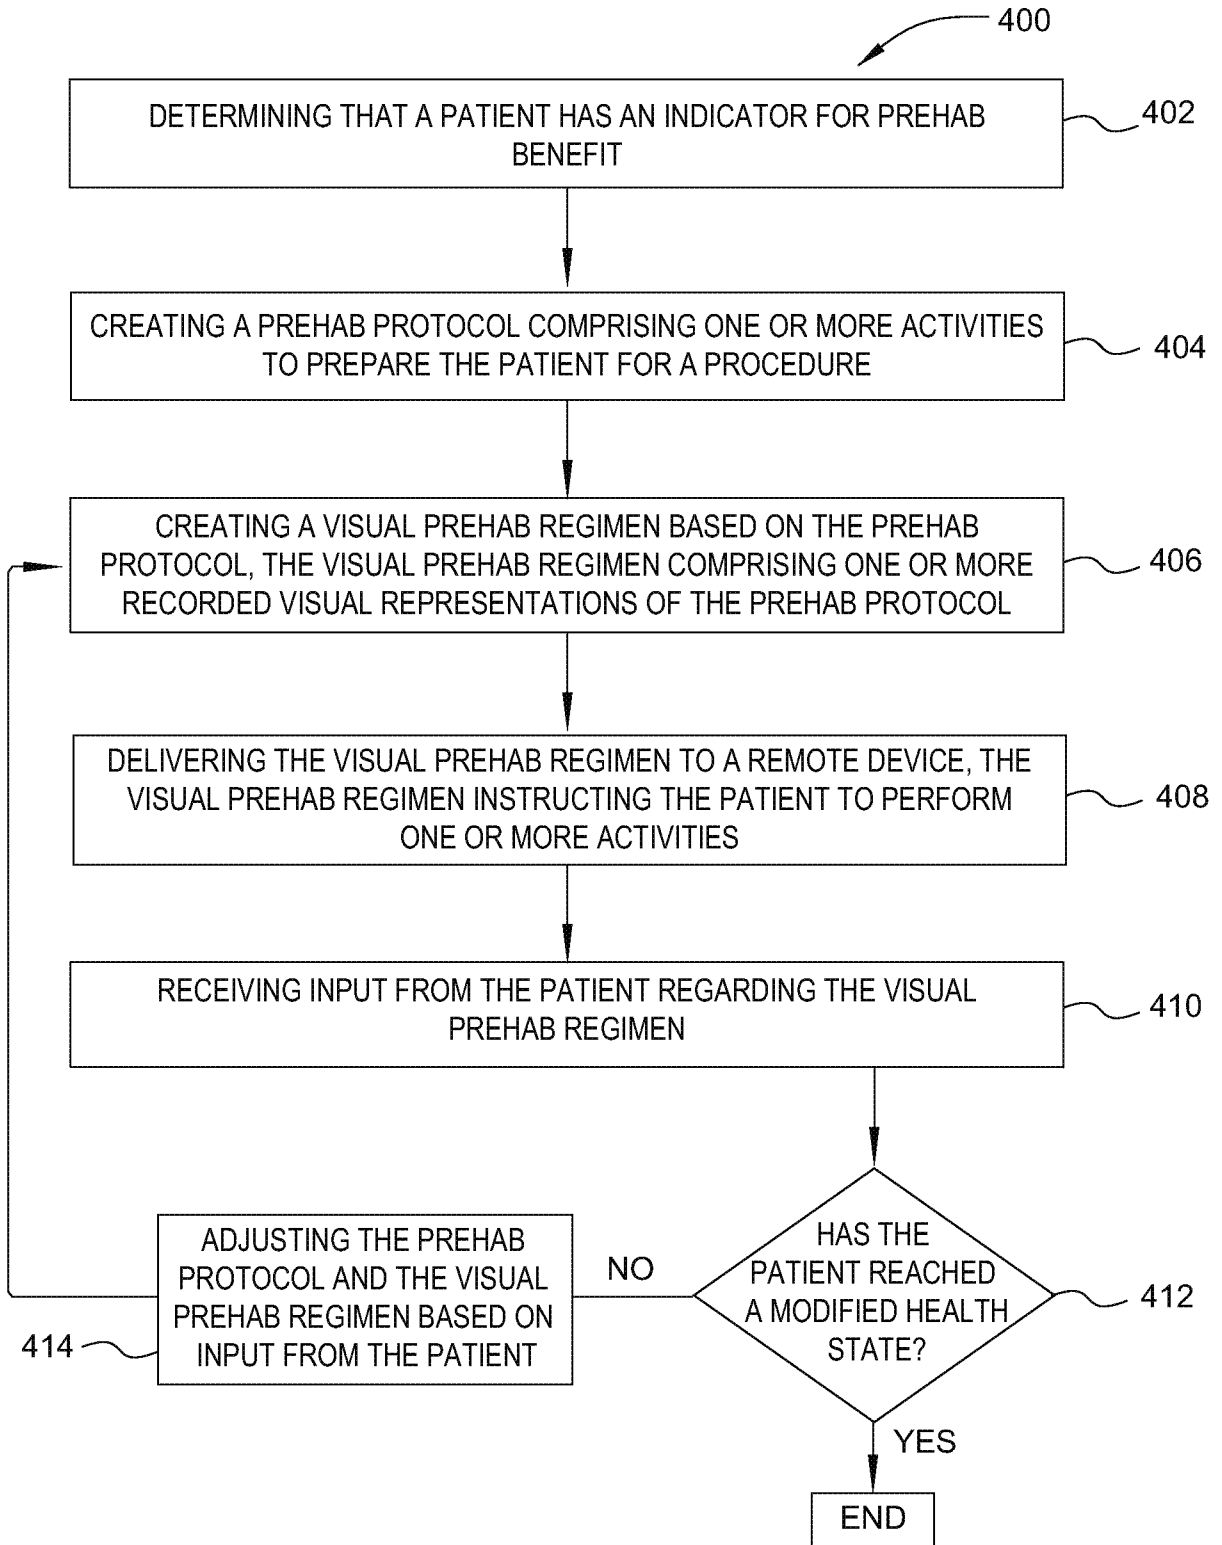 400
DETERMINING THAT A PATIENT HAS AN INDICATOR FOR PREHAB
BENEFIT
402
CREATING A PREHAB PROTOCOL COMPRISING ONE OR MORE ACTIVITIES
TO PREPARE THE PATIENT FOR A PROCEDURE
404
CREATING A VISUAL PREHAB REGIMEN BASED ON THE PREHAB
PROTOCOL, THE VISUAL PREHAB REGIMEN COMPRISING ONE OR MORE
RECORDED VISUAL REPRESENTATIONS OF THE PREHAB PROTOCOL
406
DELIVERING THE VISUAL PREHAB REGIMEN TO A REMOTE DEVICE, THE
VISUAL PREHAB REGIMEN INSTRUCTING THE PATIENT TO PERFORM
ONE OR MORE ACTIVITIES
408
RECEIVING INPUT FROM THE PATIENT REGARDING THE VISUAL
PREHAB REGIMEN
410
HAS THE
PATIENT REACHED
A MODIFIED HEALTH
STATE?
412
NO
ADJUSTING THE PREHAB
PROTOCOL AND THE VISUAL
PREHAB REGIMEN BASED ON
INPUT FROM THE PATIENT
414
YES
END